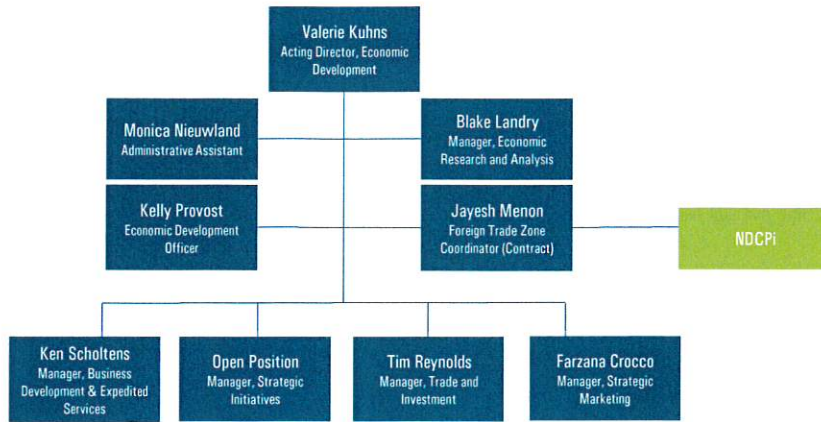 Valerie Kuhns
Acting Director, Economic
Development
Monica Nieuwland
Administrative Assistant
Blake Landry
Manager, Economic
Research and Analysis
Kelly Provost
Economic Development
Officer
Jayesh Menon
Foreign Trade Zone
Coordinator (Contract)
NDCPi
Ken Scholtens
Manager, Business
Development & Expedited
Services
Open Position
Manager, Strategic
Initiatives
Tim Reynolds
Manager, Trade and
Investment
Farzana Crocco
Manager, Strategic
Marketing